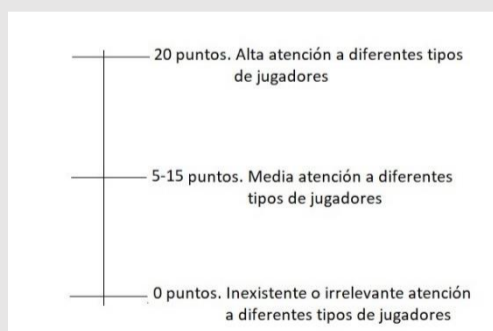 20 puntos. Alta atención a diferentes tipos
de jugadores
5-15 puntos. Media atención a diferentes
tipos de jugadores
0 puntos. Inexistente o irrelevante atención
a diferentes tipos de jugadores